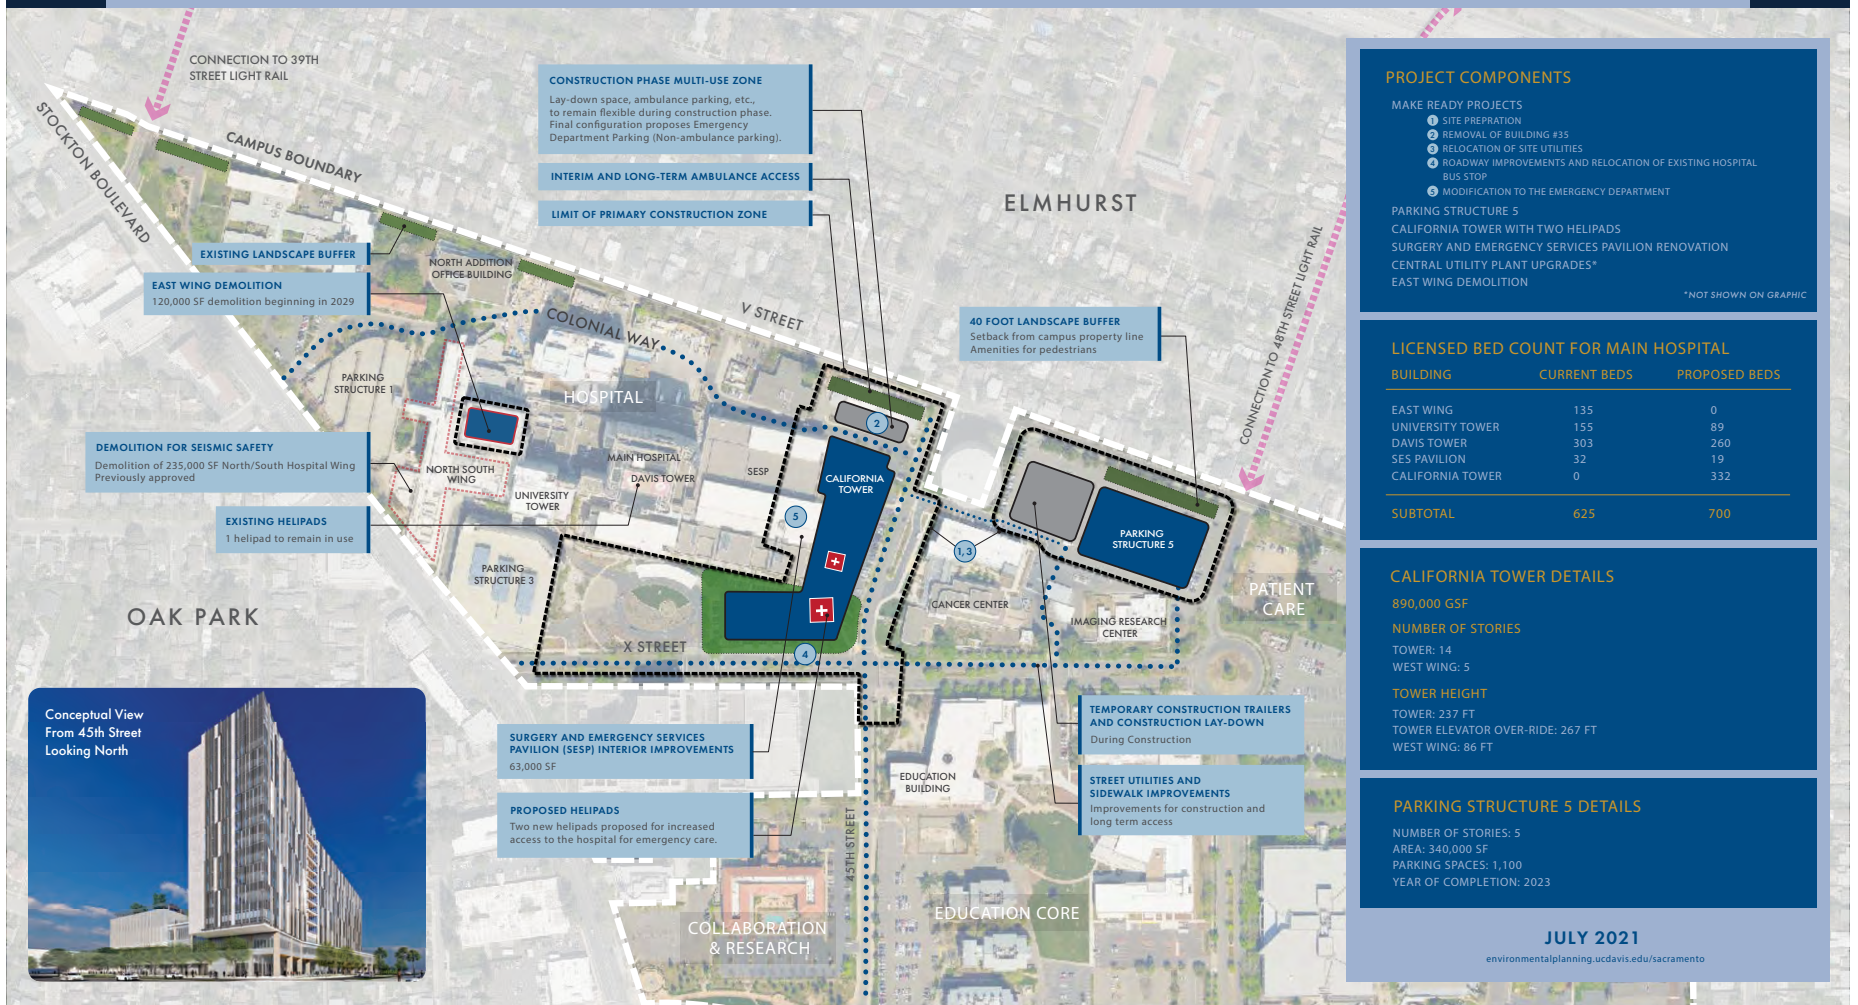 CONNECTION TO 39TH
STREET LIGHT RAIL
STOCKTON BOULEVARD
CAMPUS BOUNDARY
CONSTRUCTION PHASE MULTI-USE ZONE
Lay-down space, ambulance parking, etc.,
to remain flexible during construction phase.
Final configuration proposes Emergency
Department Parking (Non-ambulance parking).
INTERIM AND LONG-TERM AMBULANCE ACCESS
LIMIT OF PRIMARY CONSTRUCTION ZONE
ELMHURST
EXISTING LANDSCAPE BUFFER
EAST WING DEMOLITION
120,000 SF demolition beginning in 2029
NORTH ADDITION
OFFICE BUILDING
COLONIAL WAY
V STREET
40 FOOT LANDSCAPE BUFFER
Setback from campus property line
Amenities for pedestrians
CONNECTION TO 48TH STREET LIGHT RAIL
PARKING
STRUCTURE 1
HOSPITAL
2
DEMOLITION FOR SEISMIC SAFETY
Demolition of 235,000 SF North/South Hospital Wing
Previously approved
NORTH SOUTH
WING
UNIVERSITY
TOWER
MAIN HOSPITAL
DAVIS TOWER
SESP
CALIFORNIA
TOWER
EXISTING HELIPADS
1 helipad to remain in use
5
1, 3
PARKING
STRUCTURE 5
PARKING
STRUCTURE 3
OAK PARK
PATIENT
CARE
CANCER CENTER
IMAGING RESEARCH
CENTER
X STREET
4
Conceptual View
From 45th Street
Looking North
SURGERY AND EMERGENCY SERVICES
PAVILION (SESP) INTERIOR IMPROVEMENTS
63,000 SF
PROPOSED HELIPADS
Two new helipads proposed for increased
access to the hospital for emergency care.
TEMPORARY CONSTRUCTION TRAILERS
AND CONSTRUCTION LAY-DOWN
During Construction
STREET UTILITIES AND
SIDEWALK IMPROVEMENTS
Improvements for construction and
long term access
EDUCATION
BUILDING
45TH STREET
COLLABORATION
& RESEARCH
EDUCATION CORE
PROJECT COMPONENTS
MAKE READY PROJECTS
1 SITE PREPRATION
2 REMOVAL OF BUILDING #35
3 RELOCATION OF SITE UTILITIES
4 ROADWAY IMPROVEMENTS AND RELOCATION OF EXISTING HOSPITAL
BUS STOP
5 MODIFICATION TO THE EMERGENCY DEPARTMENT
PARKING STRUCTURE 5
CALIFORNIA TOWER WITH TWO HELIPADS
SURGERY AND EMERGENCY SERVICES PAVILION RENOVATION
CENTRAL UTILITY PLANT UPGRADES*
EAST WING DEMOLITION
*NOT SHOWN ON GRAPHIC
LICENSED BED COUNT FOR MAIN HOSPITAL
BUILDING CURRENT BEDS PROPOSED BEDS
EAST WING 135 0
UNIVERSITY TOWER 155 89
DAVIS TOWER 303 260
SES PAVILION 32 19
CALIFORNIA TOWER 0 332
SUBTOTAL 625 700
CALIFORNIA TOWER DETAILS
890,000 GSF
NUMBER OF STORIES
TOWER: 14
WEST WING: 5
TOWER HEIGHT
TOWER: 237 FT
TOWER ELEVATOR OVER-RIDE: 267 FT
WEST WING: 86 FT
PARKING STRUCTURE 5 DETAILS
NUMBER OF STORIES: 5
AREA: 340,000 SF
PARKING SPACES: 1,100
YEAR OF COMPLETION: 2023
JULY 2021
environmentalplanning.ucdavis.edu/sacramento